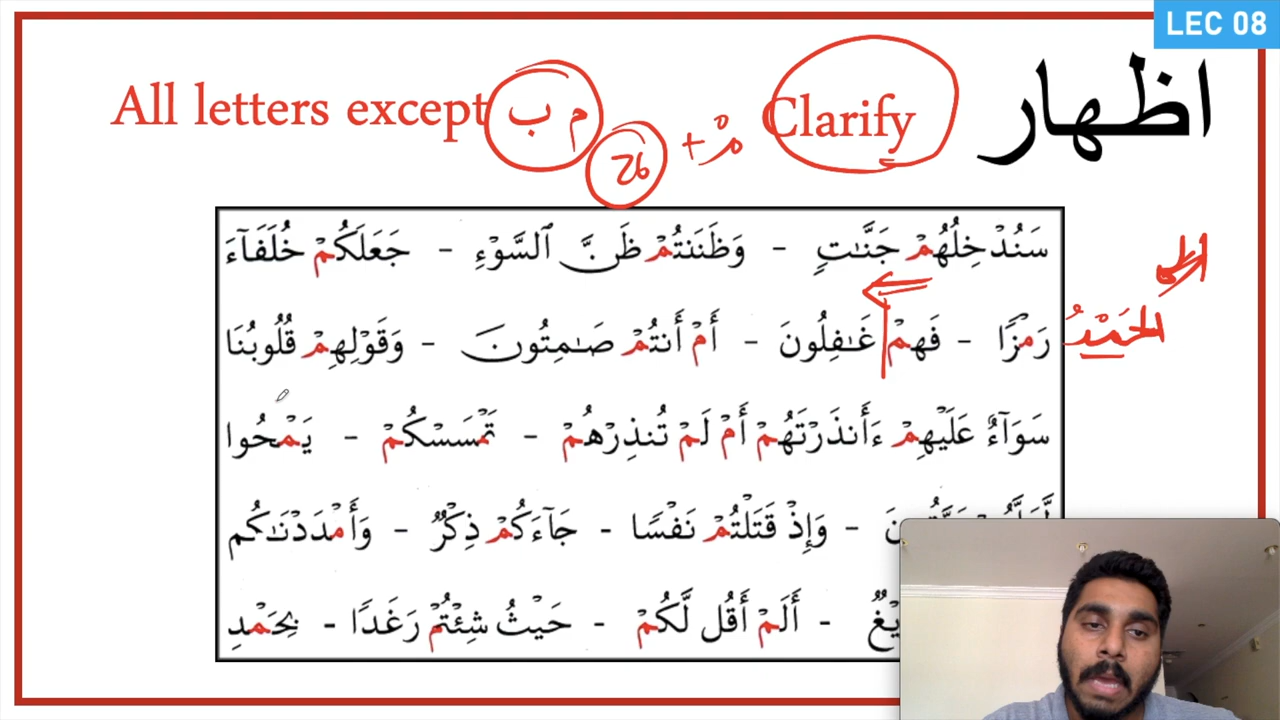 LEC 08
All letters except م ب Clarify اظهار
26 + مْ
سَنُدْخِلُهُمْ جَنَّـٰتٍ - وَظَنَنتُمْ ظَنَّ ٱلسَّوْءِ - جَعَلَكُمْ خُلَفَآءَ
رَمْزًا - فَهُمْ غَـٰفِلُونَ - أَمْ أَنتُمْ صَـٰمِتُونَ - وَقَوْلِهِمْ قُلُوبُنَا
الحَمْدُ
سَوَآءٌ عَلَيْهِمْ ءَأَنذَرْتَهُمْ أَمْ لَمْ تُنذِرْهُمْ - تَمْسَسْكُمْ - يَمْحُوا
وَإِذْ قَتَلْتُمْ نَفْسًا - جَآءَكُمْ ذِكْرٌ - وَأَمْدَدْنَـٰكُم
أَلَمْ أَقُل لَّكُمْ - حَيْثُ شِئْتُمْ رَغَدًا - بِحَمْدِ